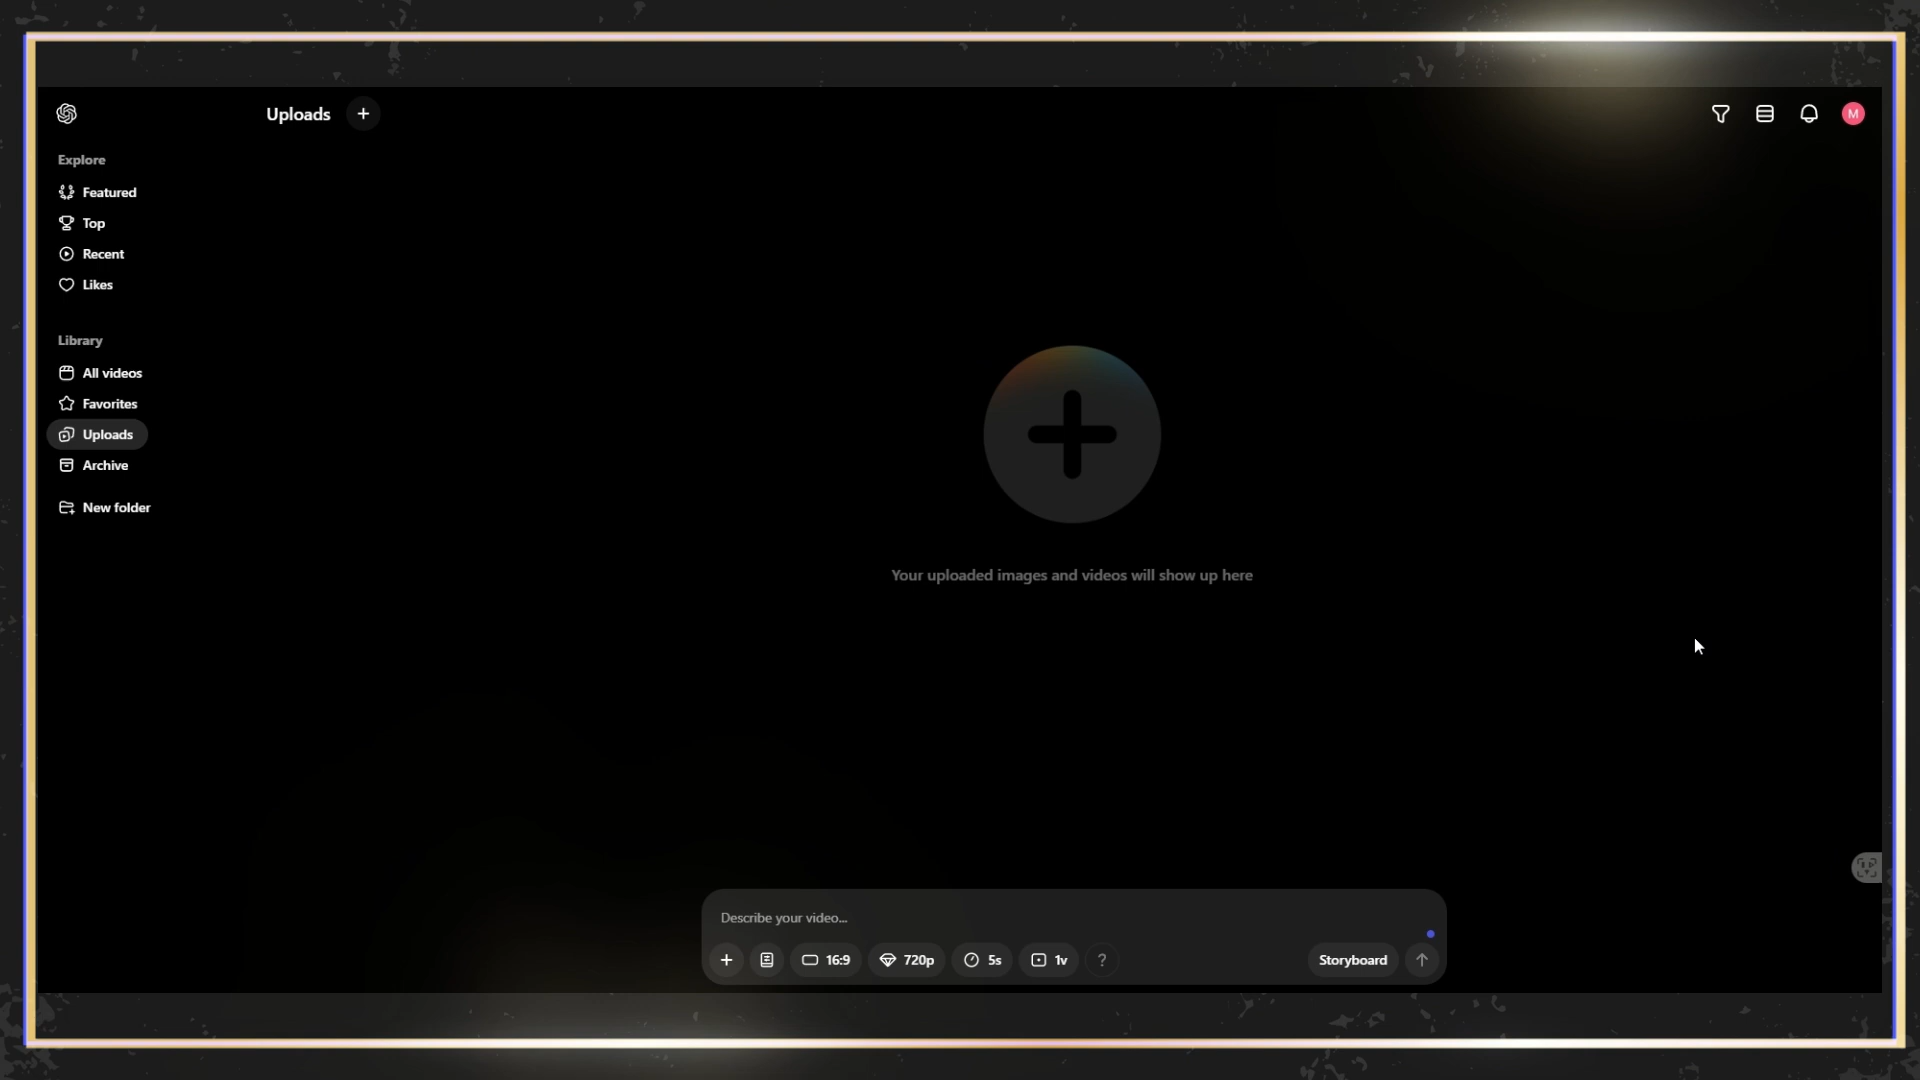 Uploads
M
Explore
Featured
Top
Recent
Likes
Library
All videos
Favorites
Uploads
Archive
New folder
Your uploaded images and videos will show up here
Describe your video...
16:9
720p
5s
1v
?
Storyboard